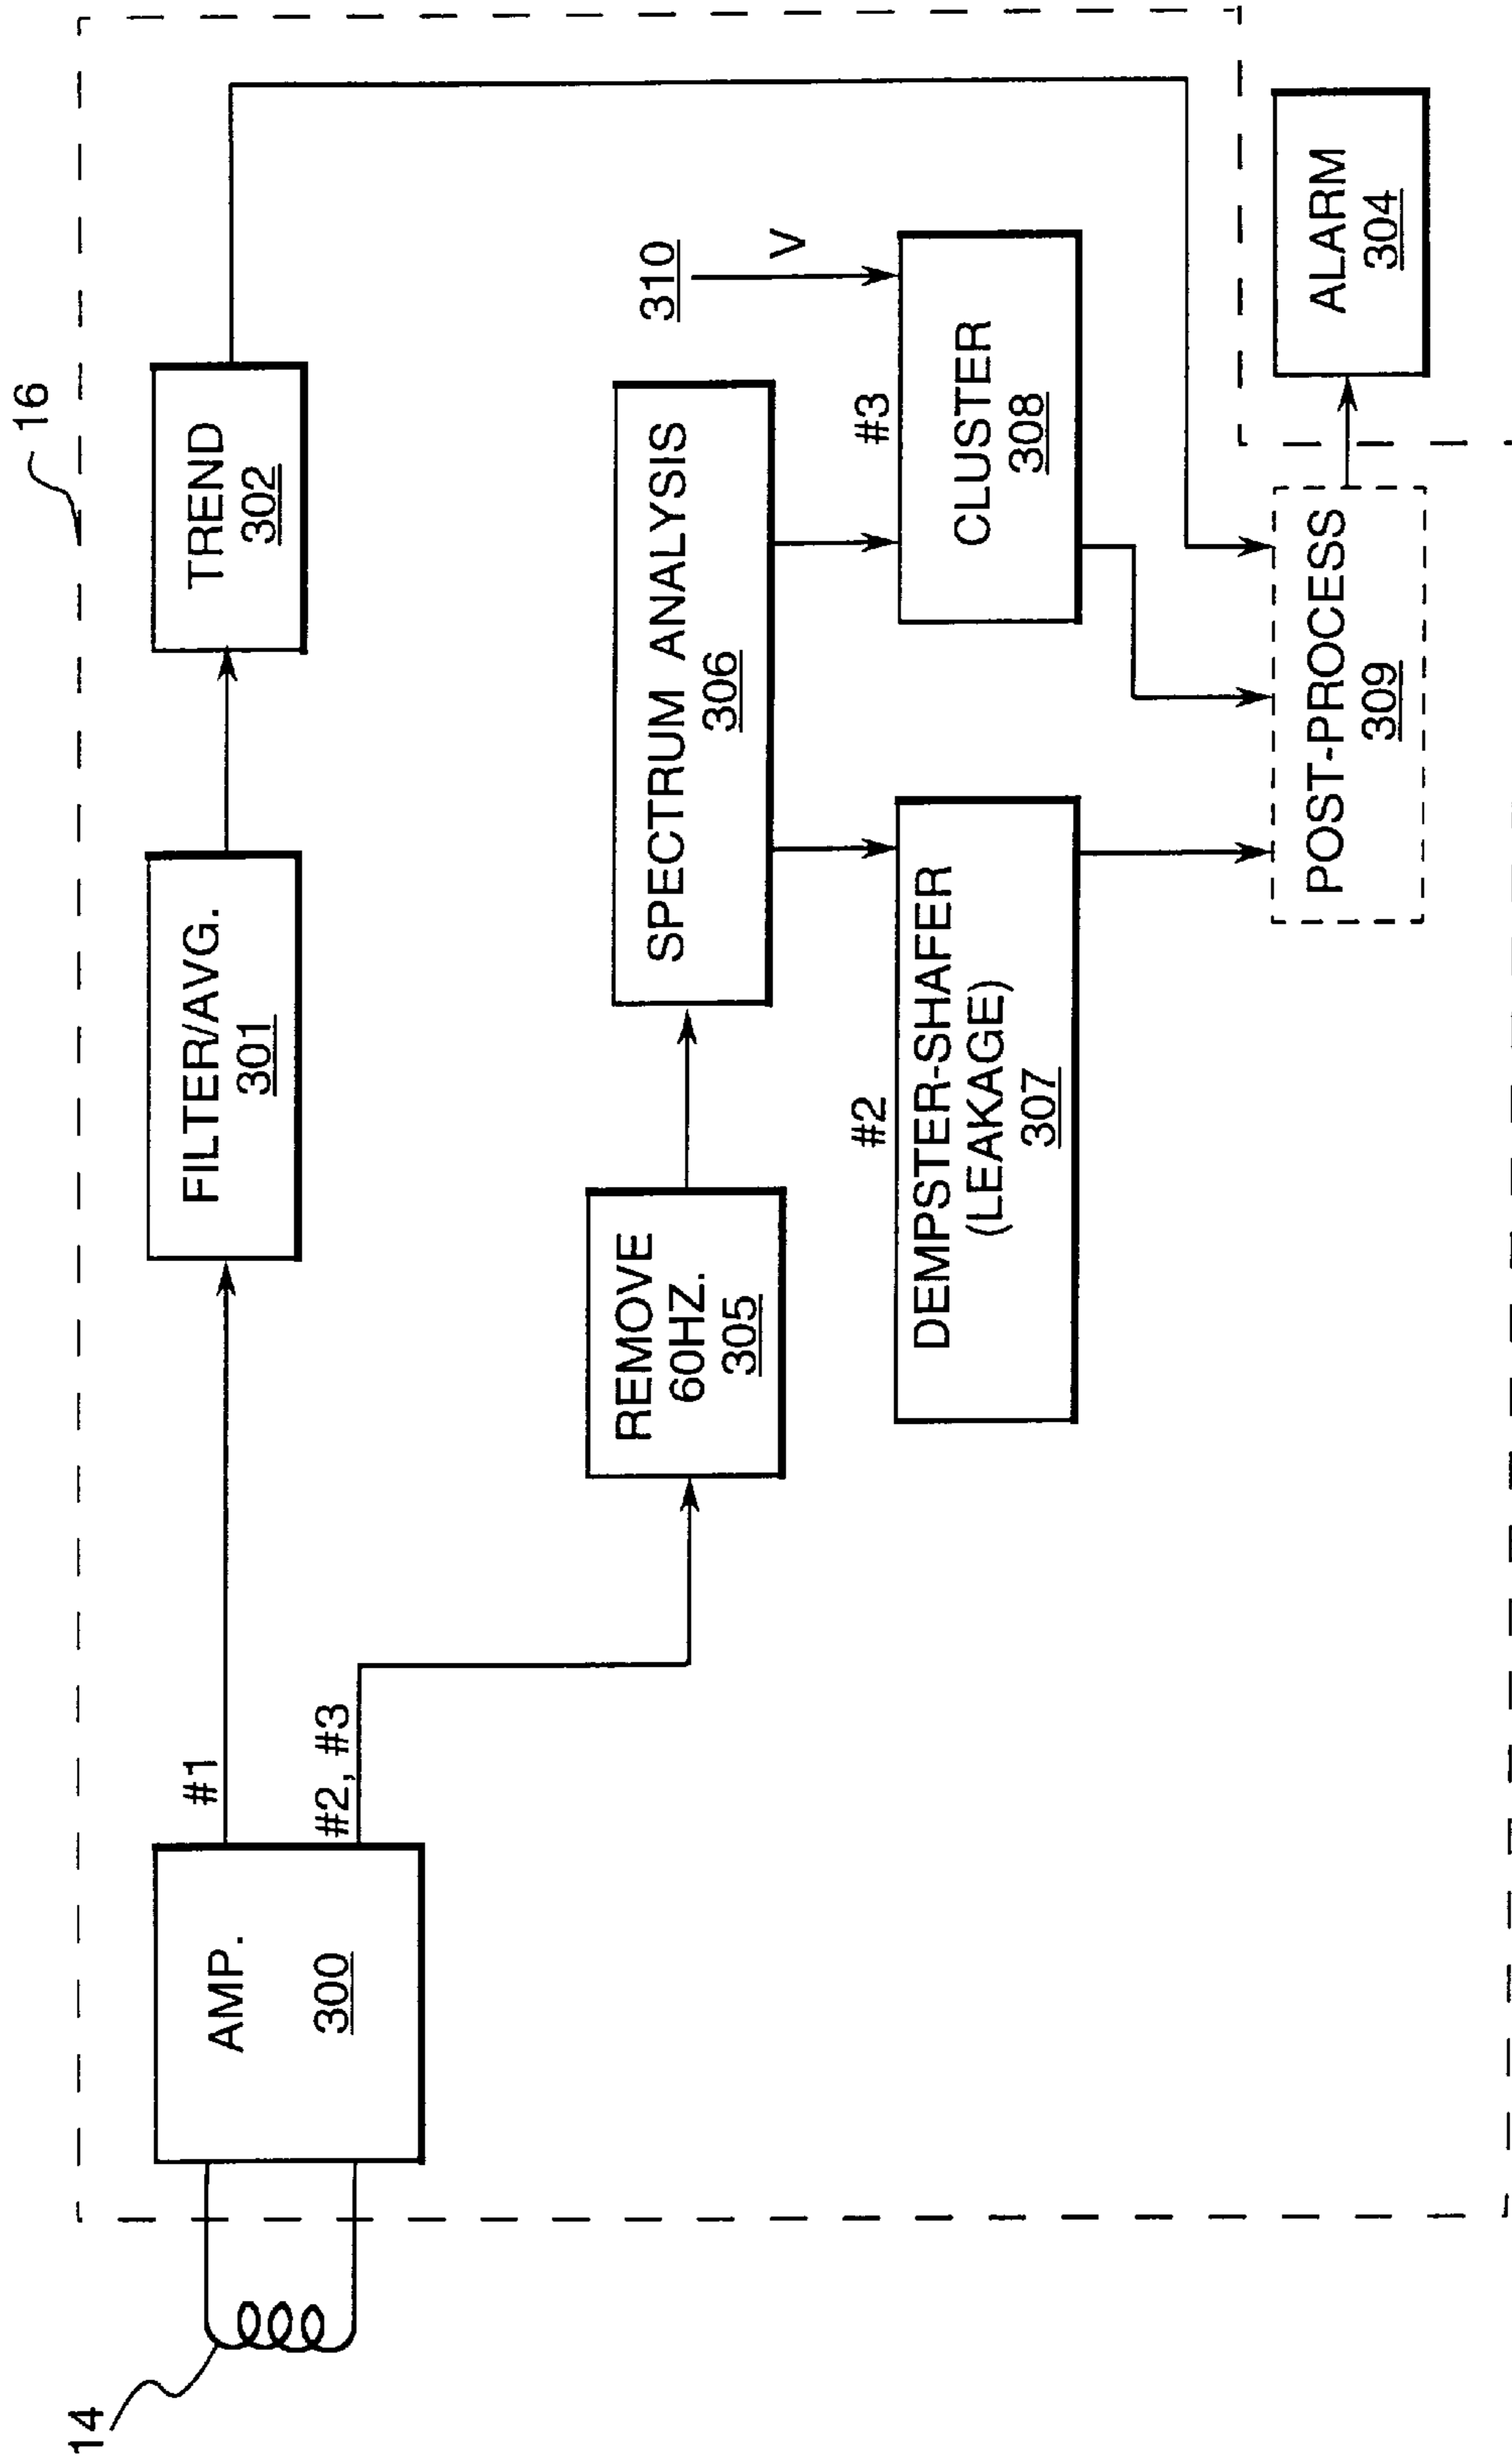 16
14
AMP.
300
#1
#2, #3
FILTER/AVG.
301
TREND
302
REMOVE
60HZ.
305
SPECTRUM ANALYSIS
306
310
V
#2
DEMPSTER-SHAFER
(LEAKAGE)
307
#3
CLUSTER
308
POST-PROCESS
309
ALARM
304